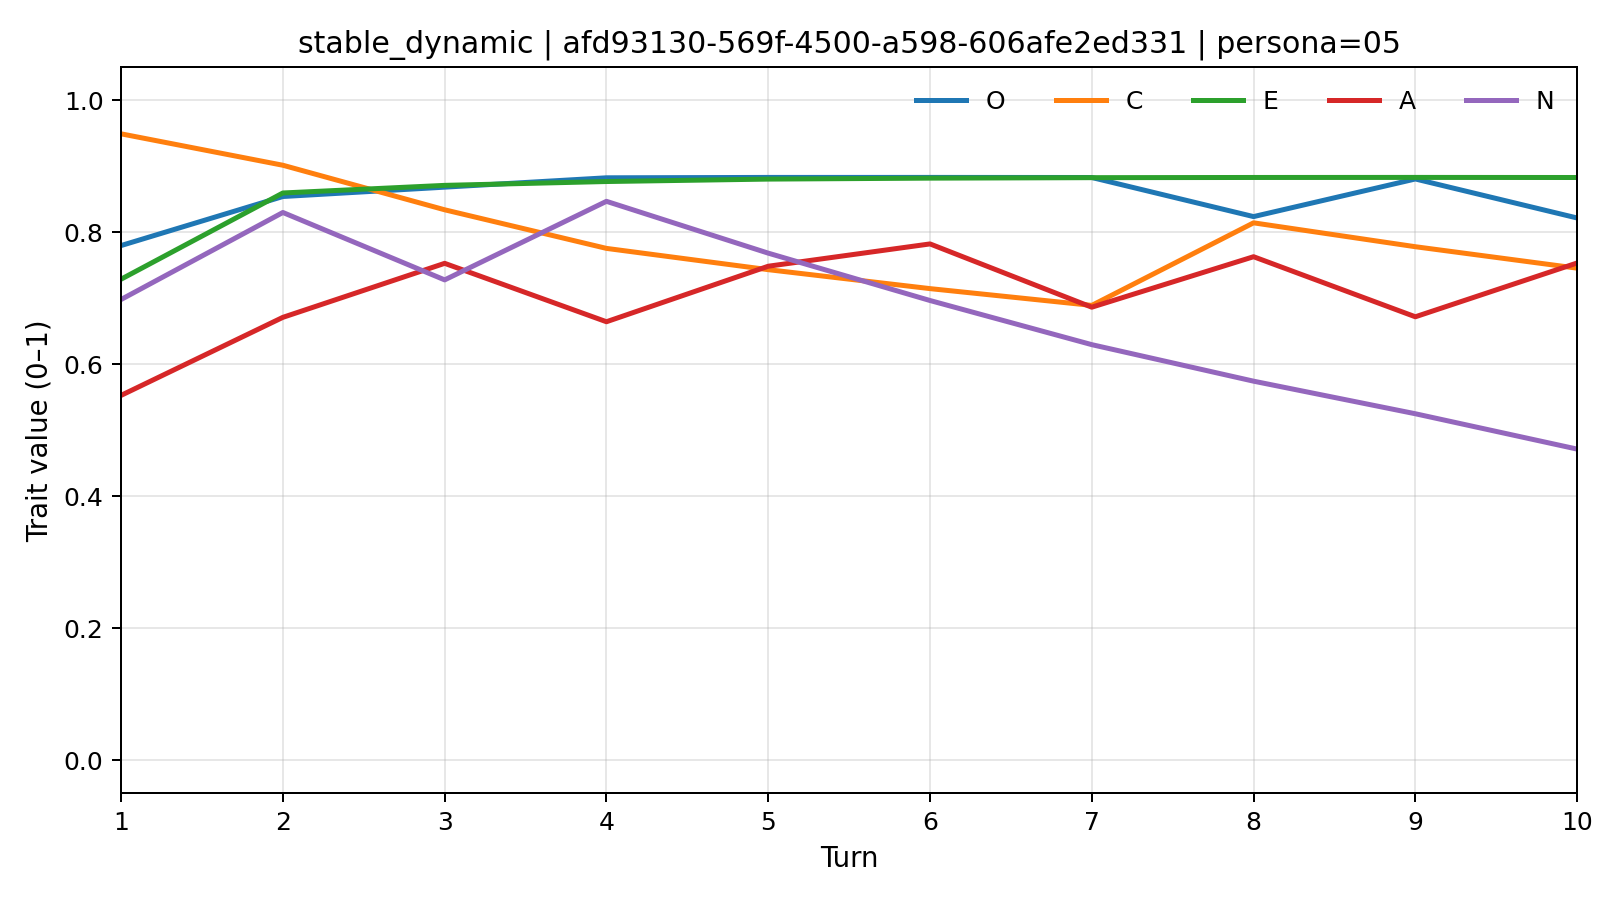 stable_dynamic | afd93130-569f-4500-a598-606afe2ed331 | persona=05
O C E A N
1.0
0.8
0.6
0.4
0.2
0.0
Trait value (0–1)
1 2 3 4 5 6 7 8 9 10
Turn